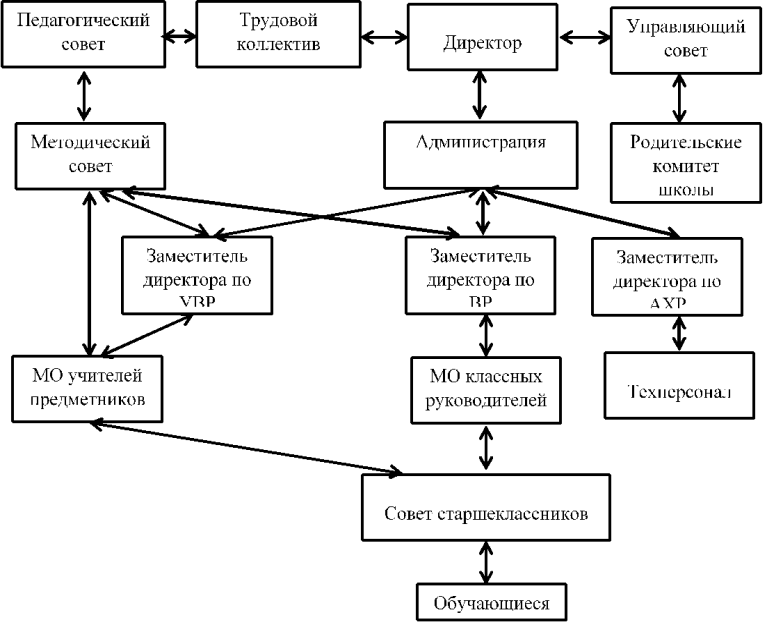 Педагогический
совет
Трудовой
коллектив
Директор
Управляющий
совет
Методический
совет
Администрация
Родительские
комитет
школы
Заместитель
директора по
УВР
Заместитель
директора по
ВР
Заместитель
директора по
АХР
МО учителей
предметников
МО классных
руководителей
Техперсонал
Совет старшеклассников
Обучающиеся